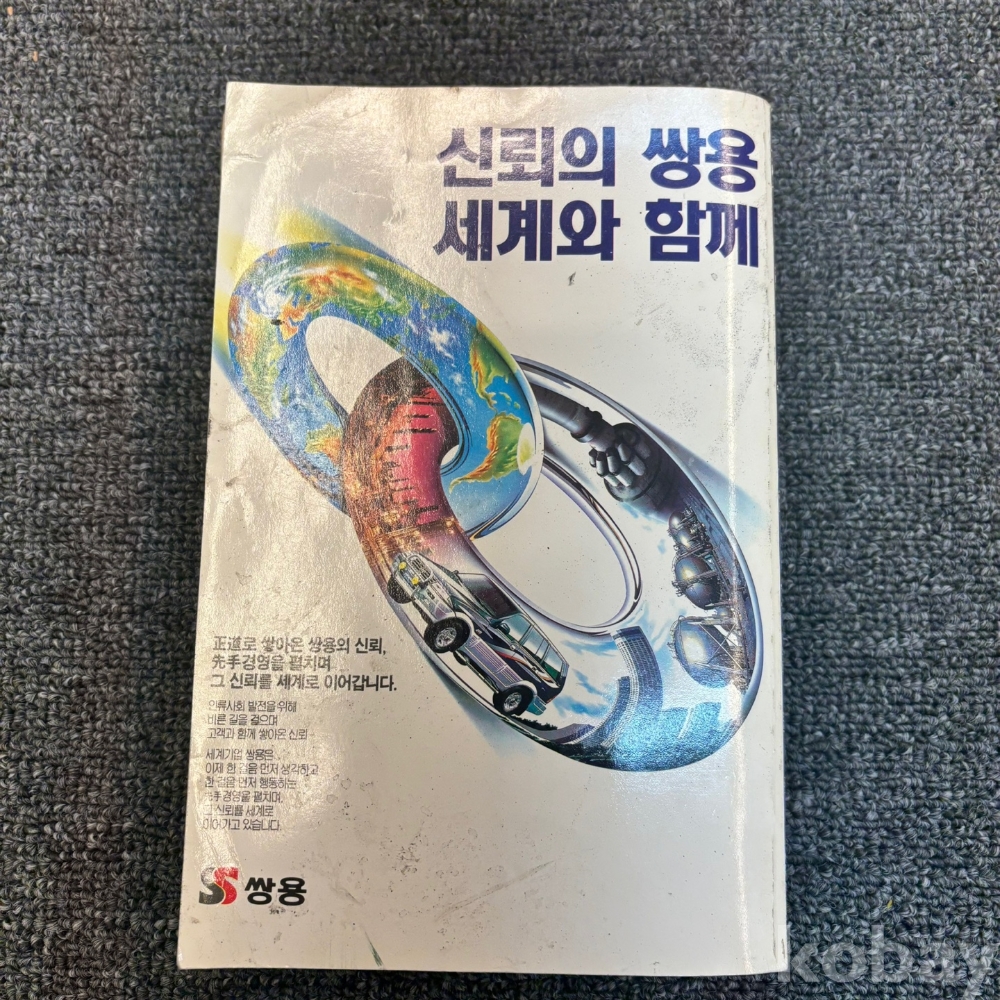 신뢰의 쌍용
세계와 함께
正道로 쌓아온 쌍용의 신뢰,
先手경영을 펼치며
그 신뢰를 세계로 이어갑니다.
인류사회 발전을 위해
바른 길을 걸으며
고객과 함께 쌓아온 신뢰 -
세계기업 쌍용은
이제 한 걸음 먼저 생각하고
한 걸음 먼저 행동하는
先手경영을 펼치며,
그 신뢰를 세계로
이어가고 있습니다.
SS 쌍용
kobay